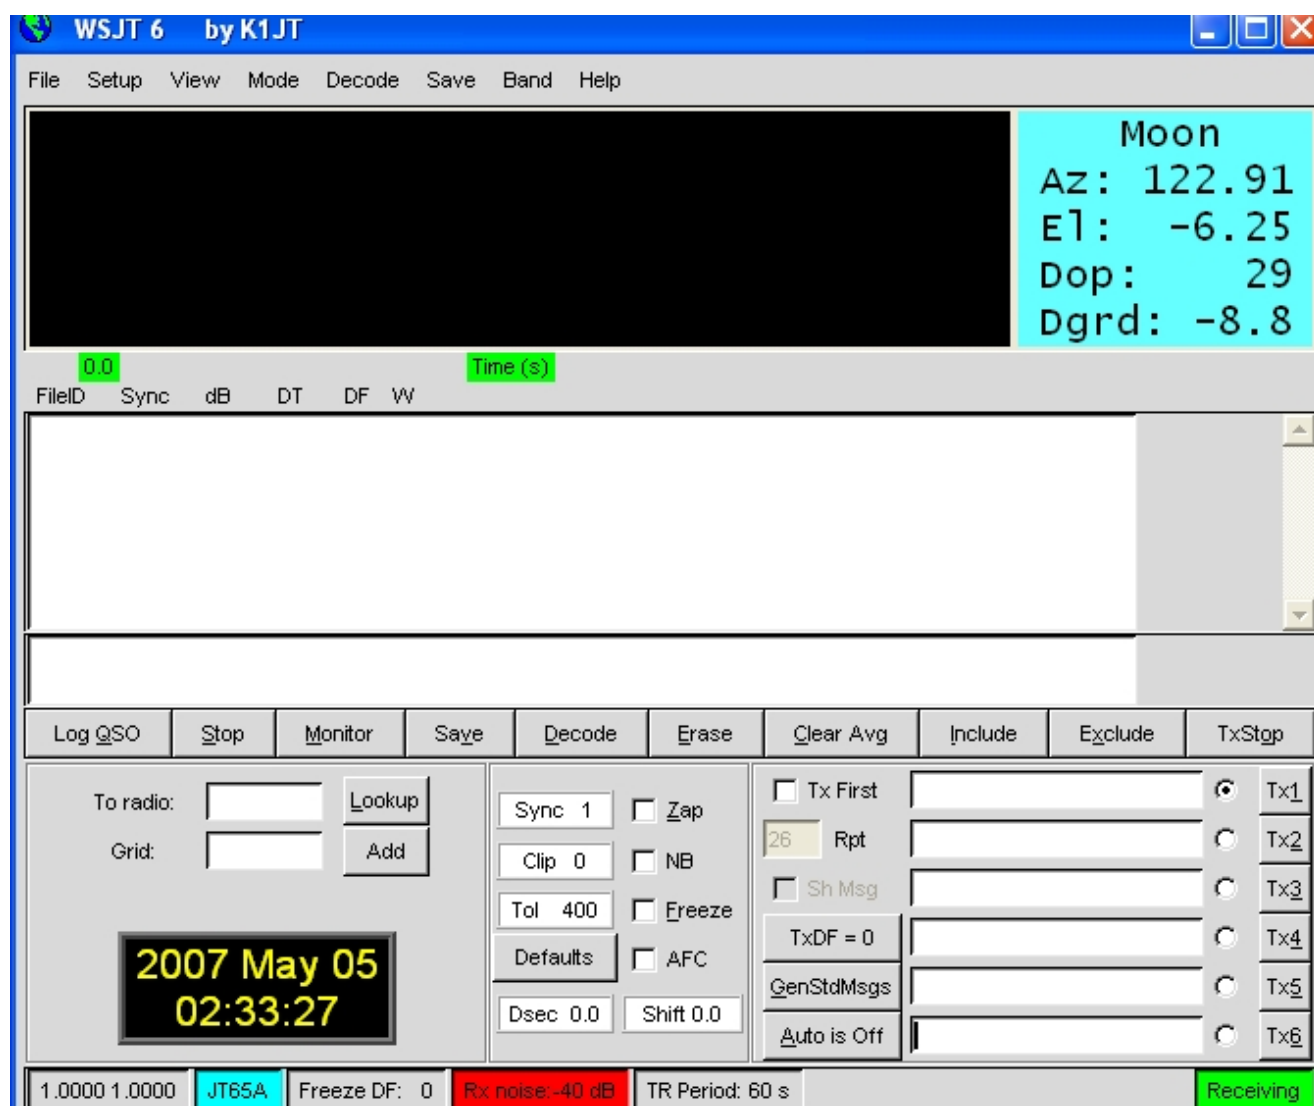 WSJT 6 by K1JT
File Setup View Mode Decode Save Band Help
Moon
Az: 122.91
El: -6.25
Dop: 29
Dgrd: -8.8
0.0 Time (s)
FileID Sync dB DT DF W
Log QSO Stop Monitor Save Decode Erase Clear Avg Include Exclude TxStop
To radio: Lookup
Grid: Add
2007 May 05
02:33:27
Sync 1 Zap
Clip 0 NB
Tol 400 Freeze
Defaults AFC
Dsec 0.0 Shift 0.0
Tx First Tx1
26 Rpt Tx2
Sh Msg Tx3
TxDF = 0 Tx4
GenStdMsgs Tx5
Auto is Off Tx6
1.0000 1.0000 JT65A Freeze DF: 0 Rx noise:-40 dB TR Period: 60 s Receiving